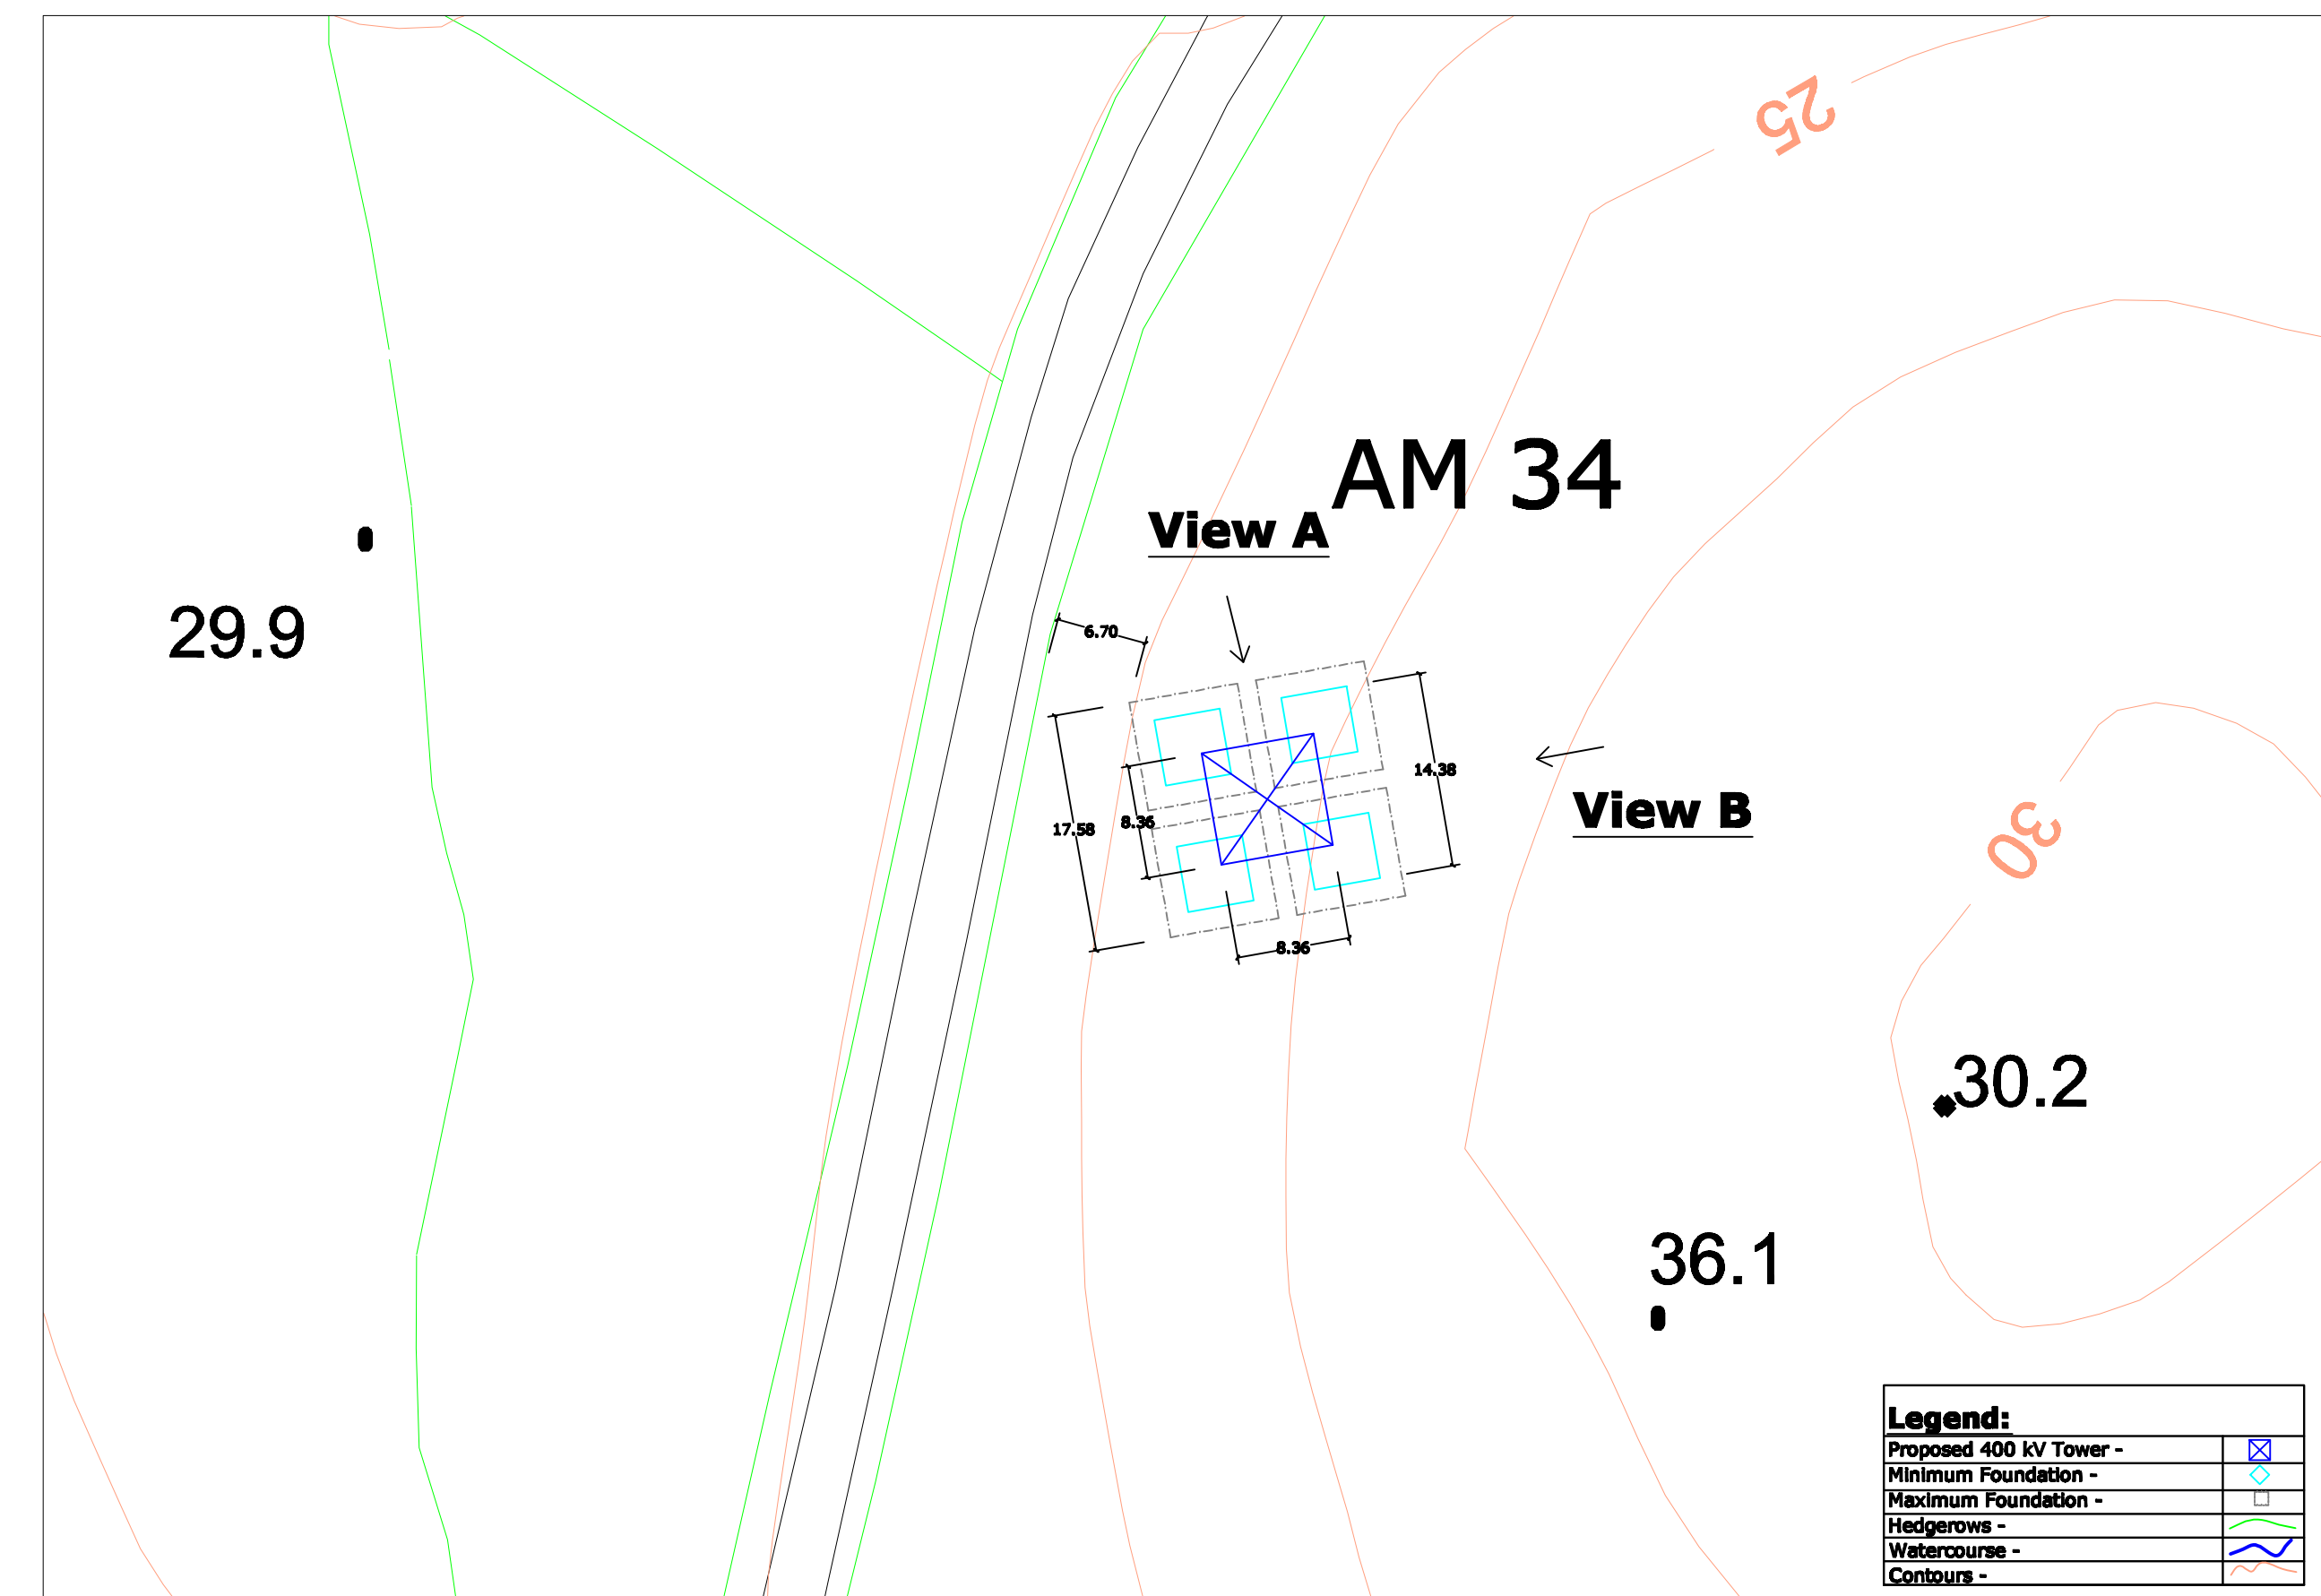 25
AM 34
View A
29.9
6.70
14.38
View B
17.58
8.36
30
8.36
30.2
36.1
Legend:
Proposed 400 kV Tower -
Minimum Foundation -
Maximum Foundation -
Hedgerows -
Watercourse -
Contours -